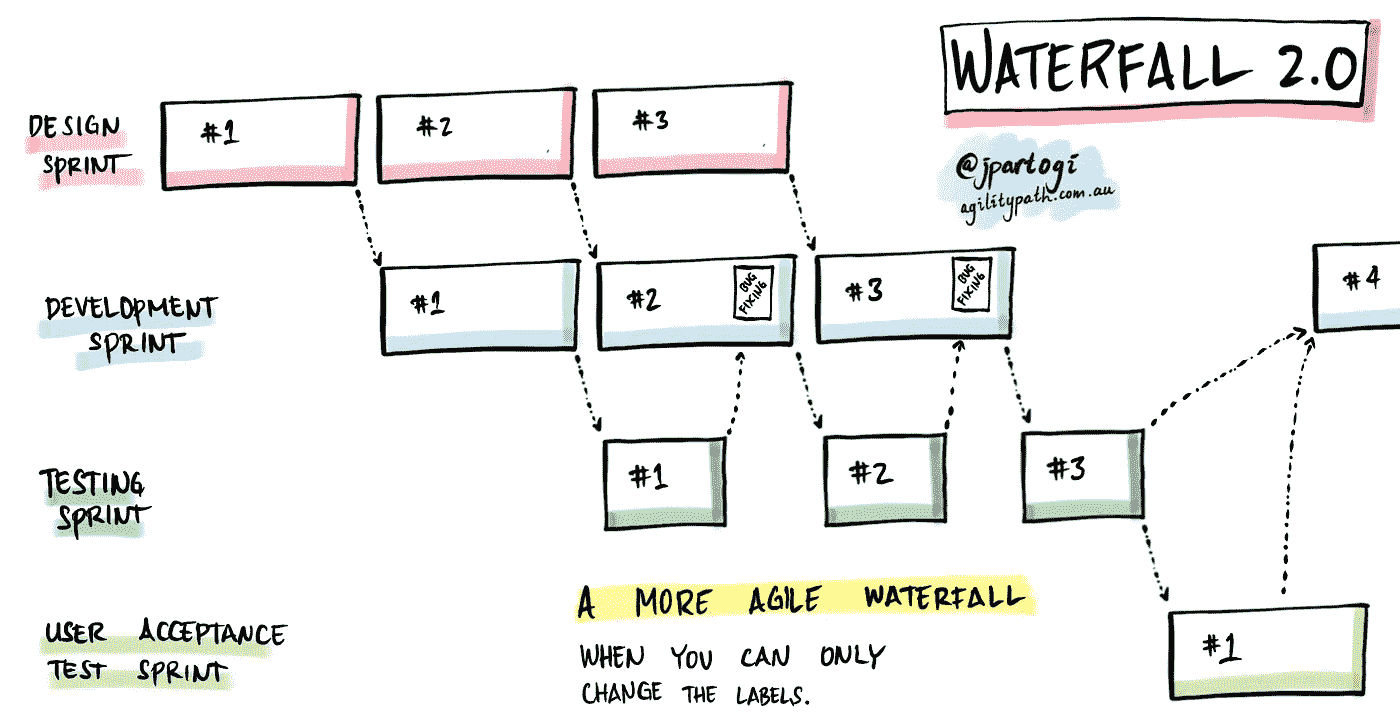 WATERFALL 2.0
@jpartogi
agilitypath.com.au
DESIGN
SPRINT
#1
#2
#3
DEVELOPMENT
SPRINT
#1
#2
BUG
FIXING
#3
BUG
FIXING
#4
TESTING
SPRINT
#1
#2
#3
USER ACCEPTANCE
TEST SPRINT
#1
A MORE AGILE WATERFALL
WHEN YOU CAN ONLY
CHANGE THE LABELS.